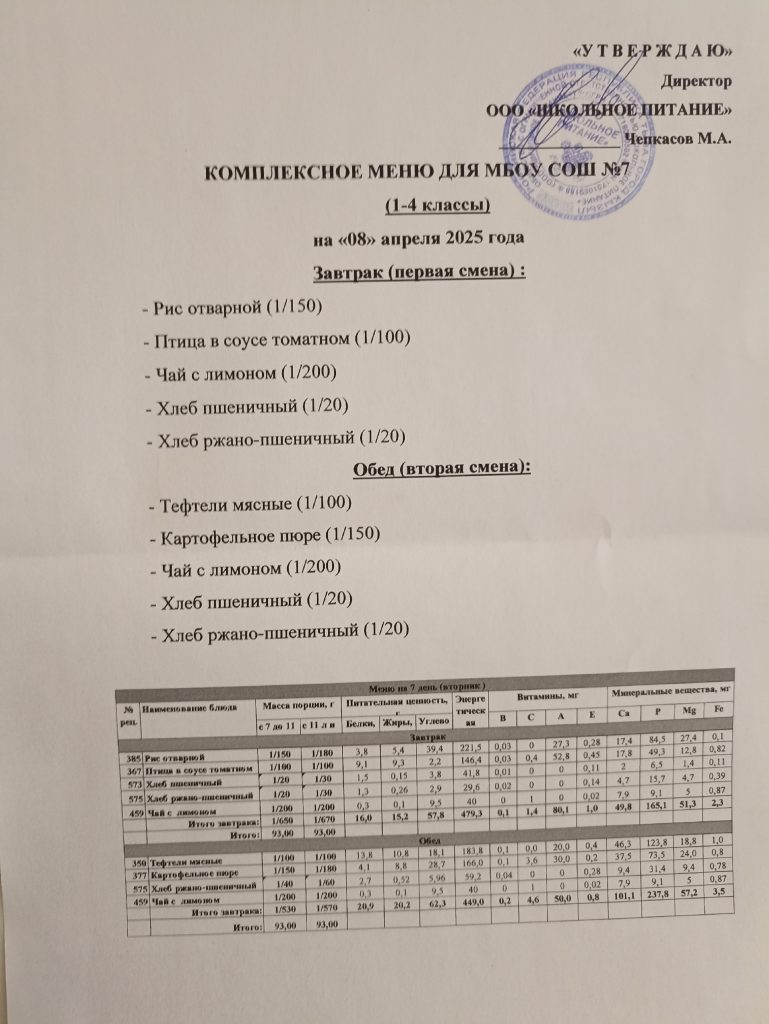 «У Т В Е Р Ж Д А Ю»
Директор
ООО «ШКОЛЬНОЕ ПИТАНИЕ»
Чепкасов М.А.
КОМПЛЕКСНОЕ МЕНЮ ДЛЯ МБОУ СОШ №7
(1-4 классы)
на «08» апреля 2025 года
Завтрак (первая смена) :
- Рис отварной (1/150)
- Птица в соусе томатном (1/100)
- Чай с лимоном (1/200)
- Хлеб пшеничный (1/20)
- Хлеб ржано-пшеничный (1/20)
Обед (вторая смена):
- Тефтели мясные (1/100)
- Картофельное пюре (1/150)
- Чай с лимоном (1/200)
- Хлеб пшеничный (1/20)
- Хлеб ржано-пшеничный (1/20)
Меню на 7 день (вторник )
№ рец. Наименование блюда Масса порции, г Питательная ценность, г Энерге тическ ая Витамины, мг Минеральные вещества, мг
с 7 до 11 с 11 л и Белки, Жиры, Углево В С А Е Ca P Mg Fe
Завтрак
385 Рис отварной 1/150 1/180 3,8 5,4 39,4 221,5 0,03 0 27,3 0,28 17,4 84,5 27,4 0,1
367 Птица в соусе томатном 1/100 1/100 9,1 9,3 2,2 146,4 0,03 0,4 52,8 0,45 17,8 49,3 12,8 0,82
573 Хлеб пшеничный 1/20 1/30 1,5 0,15 3,8 41,8 0,01 0 0 0,11 2 6,5 1,4 0,11
575 Хлеб ржано-пшеничный 1/20 1/30 1,3 0,26 2,9 29,6 0,02 0 0 0,14 4,7 15,7 4,7 0,39
459 Чай с лимоном 1/200 1/200 0,3 0,1 9,5 40 0 1 0 0,02 7,9 9,1 5 0,87
Итого завтрака: 1/650 1/670 16,0 15,2 57,8 479,3 0,1 1,4 80,1 1,0 49,8 165,1 51,3 2,3
Итого: 93,00 93,00
Обед
350 Тефтели мясные 1/100 1/100 13,8 10,8 18,1 183,8 0,1 0,0 20,0 0,4 46,3 123,8 18,8 1,0
377 Картофельное пюре 1/150 1/180 4,1 8,8 28,7 166,0 0,1 3,6 30,0 0,2 37,5 73,5 24,0 0,8
575 Хлеб ржано-пшеничный 1/40 1/60 2,7 0,52 5,96 59,2 0,04 0 0 0,28 9,4 31,4 9,4 0,78
459 Чай с лимоном 1/200 1/200 0,3 0,1 9,5 40 0 1 0 0,02 7,9 9,1 5 0,87
Итого завтрака: 1/530 1/570 20,9 20,2 62,3 449,0 0,2 4,6 50,0 0,8 101,1 237,8 57,2 3,5
Итого: 93,00 93,00